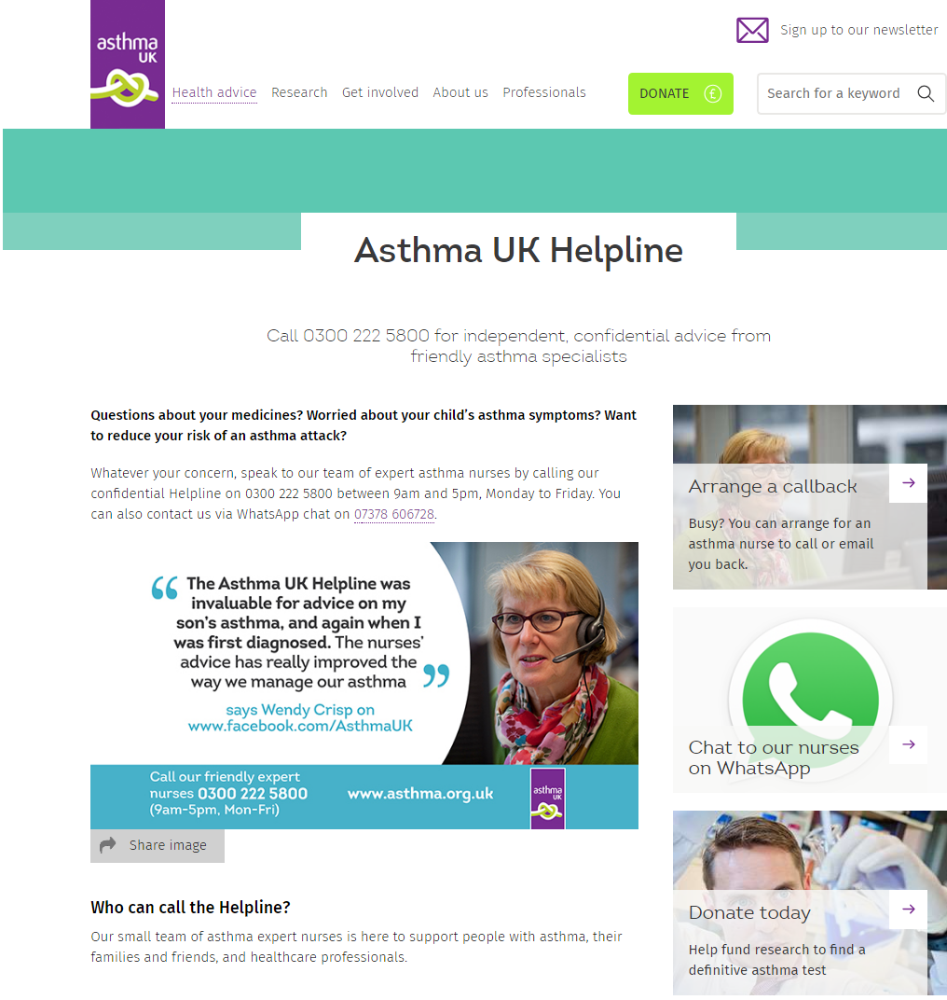 asthma
UK
Sign up to our newsletter
Health advice
Research
Get involved
About us
Professionals
DONATE £
Search for a keyword
Asthma UK Helpline
Call 0300 222 5800 for independent, confidential advice from
friendly asthma specialists
Questions about your medicines? Worried about your child’s asthma symptoms? Want
to reduce your risk of an asthma attack?
Whatever your concern, speak to our team of expert asthma nurses by calling our
confidential Helpline on 0300 222 5800 between 9am and 5pm, Monday to Friday. You
can also contact us via WhatsApp chat on 07378 606728.
“ The Asthma UK Helpline was
invaluable for advice on my
son’s asthma, and again when I
was first diagnosed. The nurses’
advice has really improved the
way we manage our asthma ”
says Wendy Crisp on
www.facebook.com/AsthmaUK
Call our friendly expert
nurses 0300 222 5800
(9am-5pm, Mon-Fri)
www.asthma.org.uk
asthma
UK
Share image
Who can call the Helpline?
Our small team of asthma expert nurses is here to support people with asthma, their
families and friends, and healthcare professionals.
Arrange a callback
Busy? You can arrange for an
asthma nurse to call or email
you back.
Chat to our nurses
on WhatsApp
Donate today
Help fund research to find a
definitive asthma test